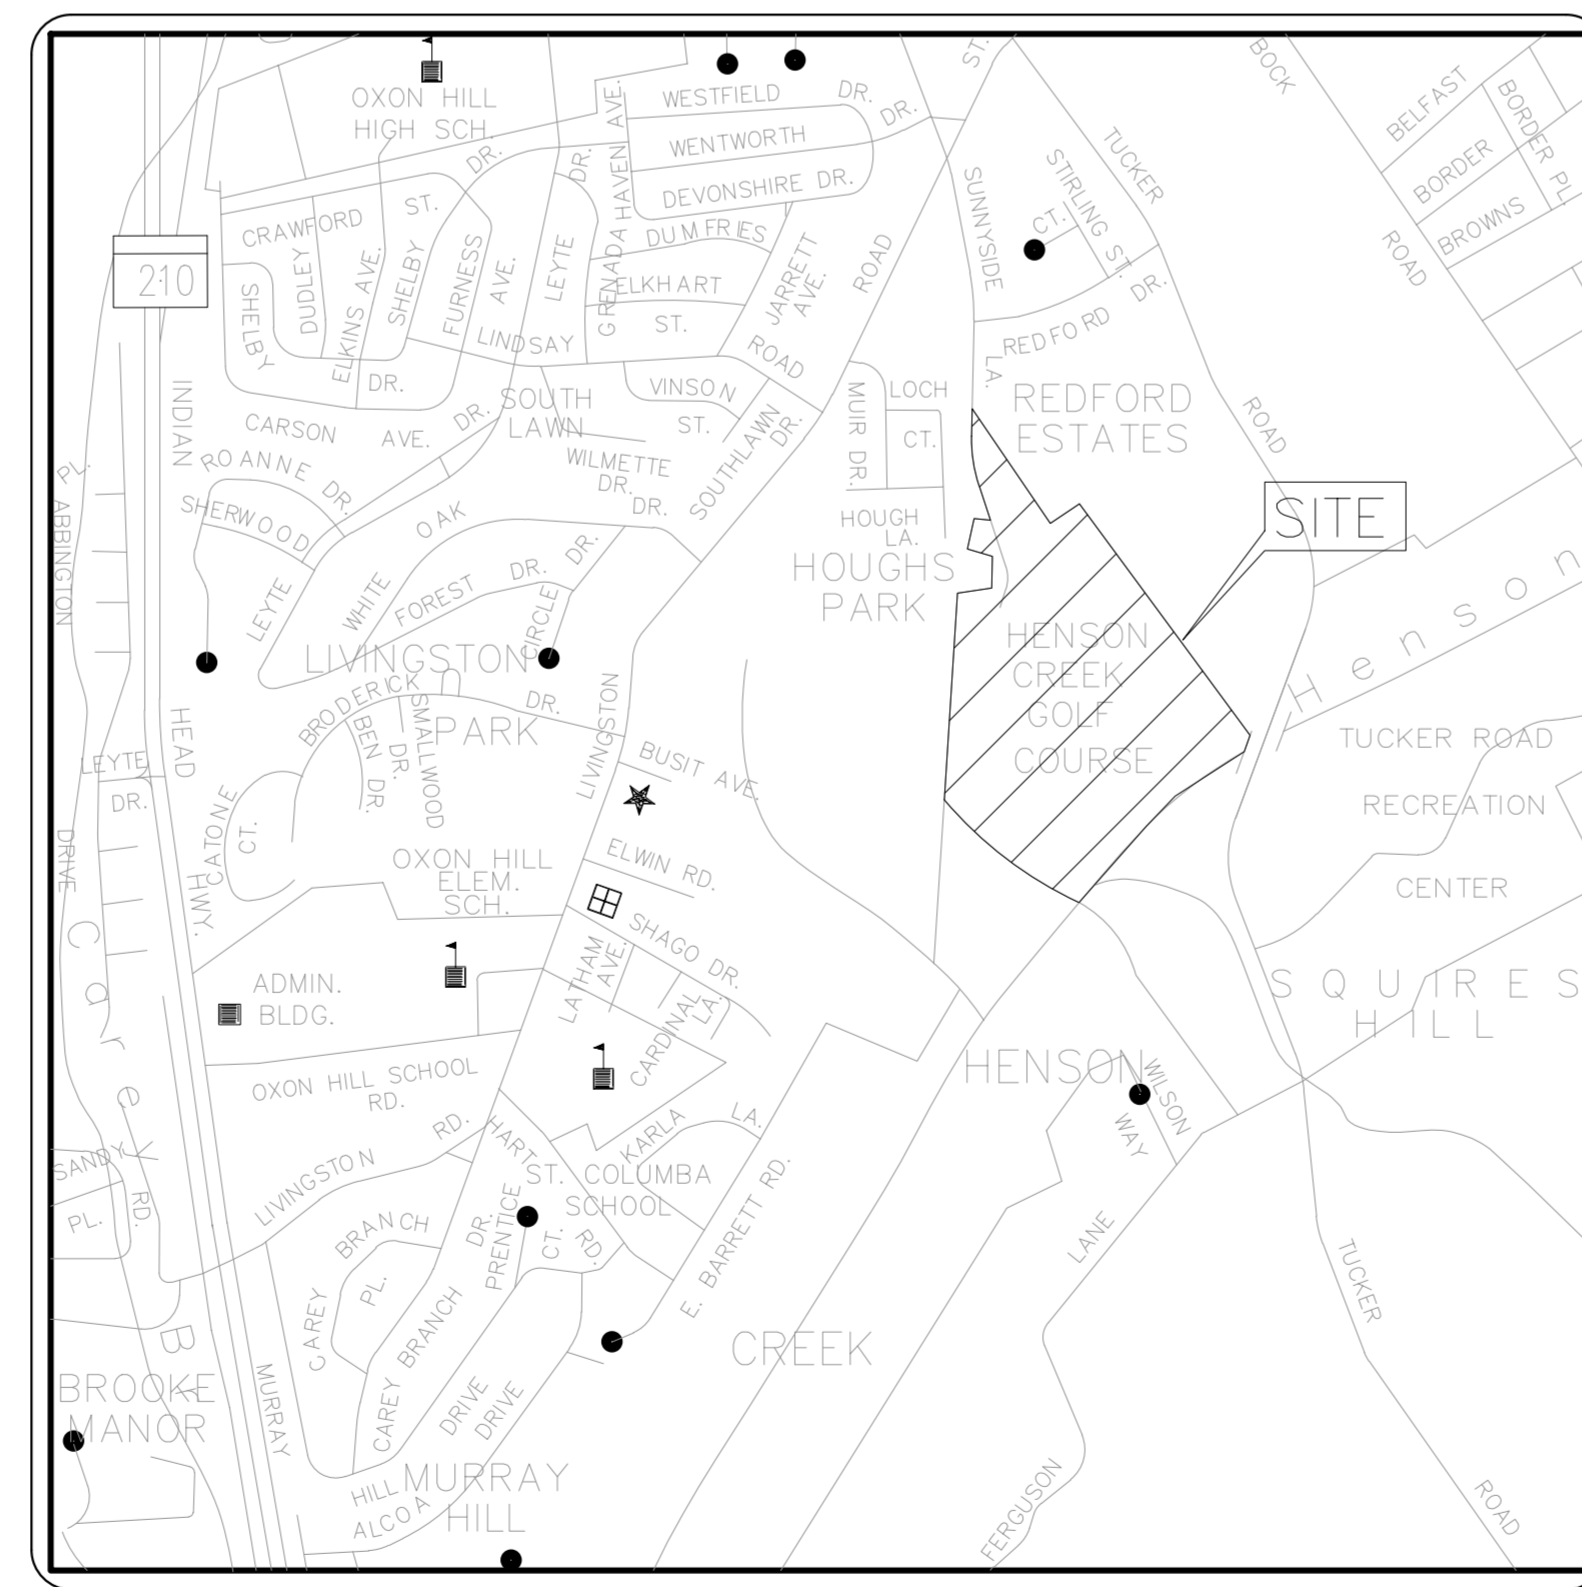 OXON HILL
HIGH SCH.
WESTFIELD DR.
WENTWORTH DR.
DEVONSHIRE DR.
DUMFRIES
ELKHART
ST.
GRENADA HAVEN AVE.
JARRETT
AVE.
LEYTE DR.
CRAWFORD ST.
DUDLEY
ELKINS AVE.
SHELBY
FURNESS
AVE.
SHELBY
DR.
LINDSAY ROAD
210
INDIAN
HEAD
HWY.
CARSON AVE.
DR.
SOUTH
LAWN
VINSON
ST.
WILMETTE
DR.
DR.
SOUTHLAWN
DR.
ROANNE DR.
SHERWOOD
LEYTE
WHITE OAK
FOREST DR.
CIRCLE DR.
LIVINGSTON
PARK
BRODERICK DR.
BEN DR.
SMALLWOOD
DR.
CATONE
CT.
PL.
ABBINGTON
DRIVE
LEYTE
DR.
Carey Br
LIVINGSTON
ROAD
ST.
SUNNYSIDE
LA.
STIRLING ST.
CT.
REDFORD DR.
TUCKER
ROAD
BOCK
ROAD
BELFAST
BORDER
BORDER PL.
BROWNS
REDFORD
ESTATES
MUIR DR.
LOCH
CT.
HOUGH
LA.
HOUGHS
PARK
SITE
HENSON
CREEK
GOLF
COURSE
Henson
TUCKER ROAD
RECREATION
CENTER
SQUIRES
HILL
BUSIT AVE.
ELWIN RD.
SHAGO DR.
LATHAM
AVE.
CARDINAL
LA.
OXON HILL
ELEM.
SCH.
ADMIN.
BLDG.
OXON HILL SCHOOL
RD.
LIVINGSTON RD.
HART
RD.
KARLA LA.
ST. COLUMBA
SCHOOL
E. BARRETT RD.
PRENTICE
CT.
DR.
CAREY BRANCH
PL.
CAREY BRANCH
SANDY
RD.
PL.
BROOKE
MANOR
MURRAY
HILL DRIVE
ALCOA DRIVE
MURRAY
HILL
HENSON
CREEK
WILSON
WAY
LANE
FERGUSON
TUCKER
ROAD